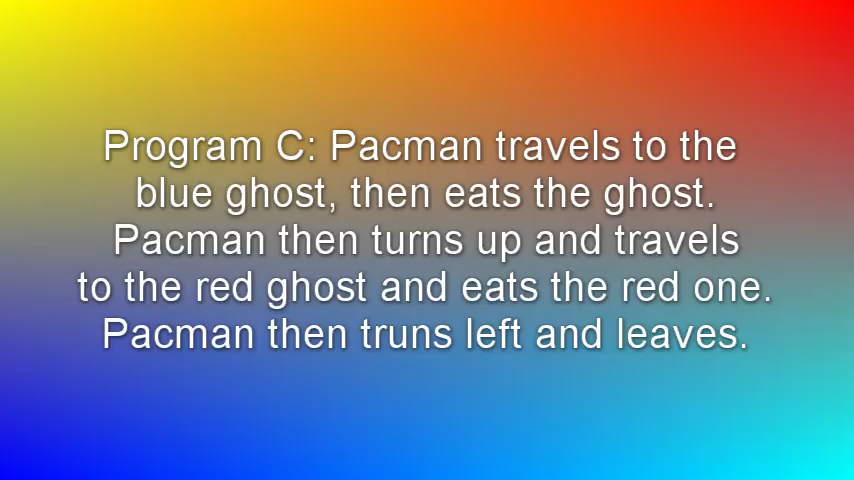 Program C: Pacman travels to the
blue ghost, then eats the ghost.
Pacman then turns up and travels
to the red ghost and eats the red one.
Pacman then truns left and leaves.